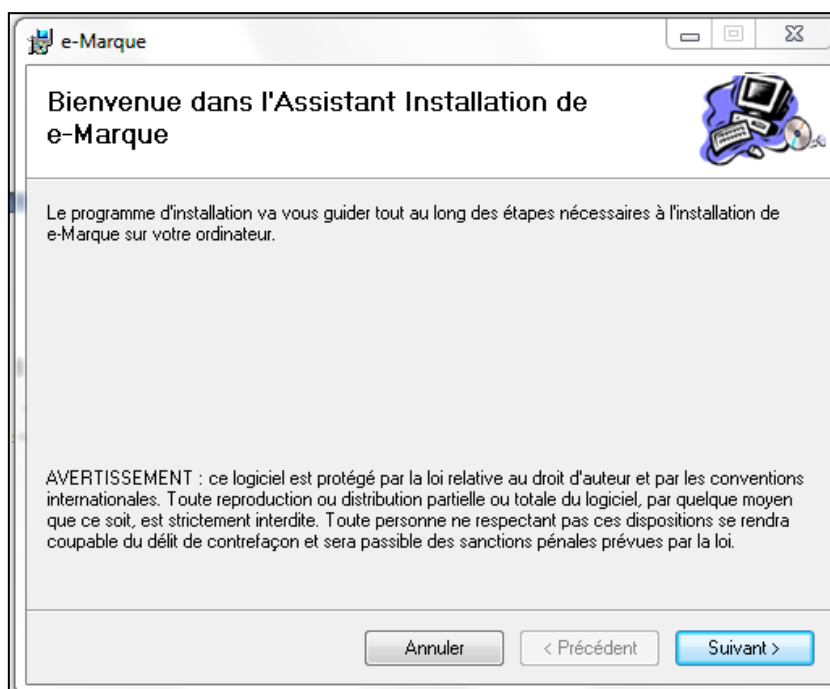 e-Marque
Bienvenue dans l'Assistant Installation de
e-Marque
Le programme d'installation va vous guider tout au long des étapes nécessaires à l'installation de
e-Marque sur votre ordinateur.
AVERTISSEMENT : ce logiciel est protégé par la loi relative au droit d'auteur et par les conventions
internationales. Toute reproduction ou distribution partielle ou totale du logiciel, par quelque moyen
que ce soit, est strictement interdite. Toute personne ne respectant pas ces dispositions se rendra
coupable du délit de contrefaçon et sera passible des sanctions pénales prévues par la loi.
Annuler
< Précédent
Suivant >